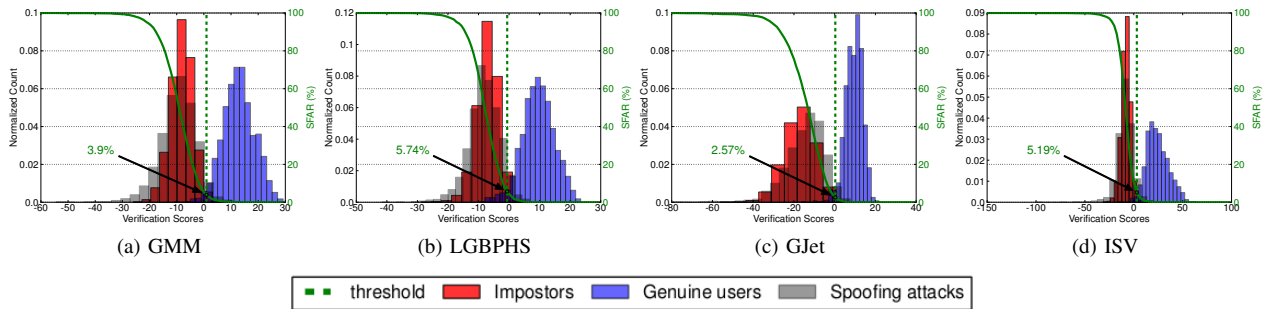 0.1
0.08
0.06
0.04
0.02
0.0
Normalized Count
3.9%
100
80
60
40
20
0
SFAR (%)
-60 -50 -40 -30 -20 -10 0 10 20 30
Verification Scores
(a) GMM
0.12
0.10
0.08
0.06
0.04
0.02
0.00
Normalized Count
5.74%
100
80
60
40
20
0
SFAR (%)
-50 -40 -30 -20 -10 0 10 20 30
Verification Scores
(b) LGBPHS
0.1
0.08
0.06
0.04
0.02
0.0
Normalized Count
2.57%
100
80
60
40
20
0
SFAR (%)
-80 -60 -40 -20 0 20 40
Verification Scores
(c) GJet
0.09
0.08
0.07
0.06
0.05
0.04
0.03
0.02
0.01
0.0
Normalized Count
5.19%
100
80
60
40
20
0
SFAR (%)
-150 -100 -50 0 50 100
Verification Scores
(d) ISV
threshold Impostors Genuine users Spoofing attacks